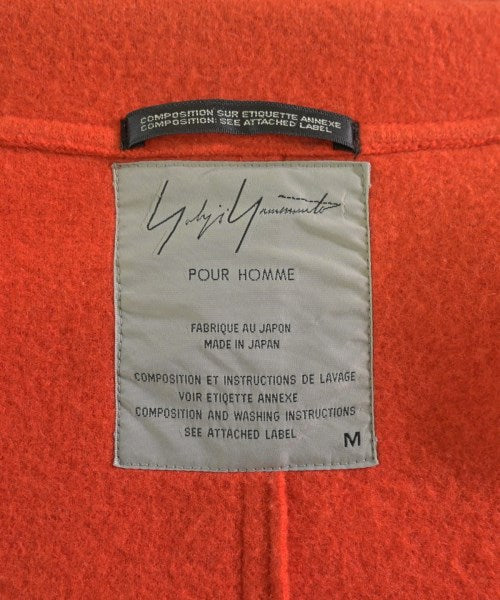 COMPOSITION SUR ETIQUETTE ANNEXE
COMPOSITION: SEE ATTACHED LABEL
Yohji Yamamoto
POUR HOMME
FABRIQUE AU JAPON
MADE IN JAPAN
COMPOSITION ET INSTRUCTIONS DE LAVAGE
VOIR ETIQETTE ANNEXE
COMPOSITION AND WASHING INSTRUCTIONS
SEE ATTACHED LABEL
M